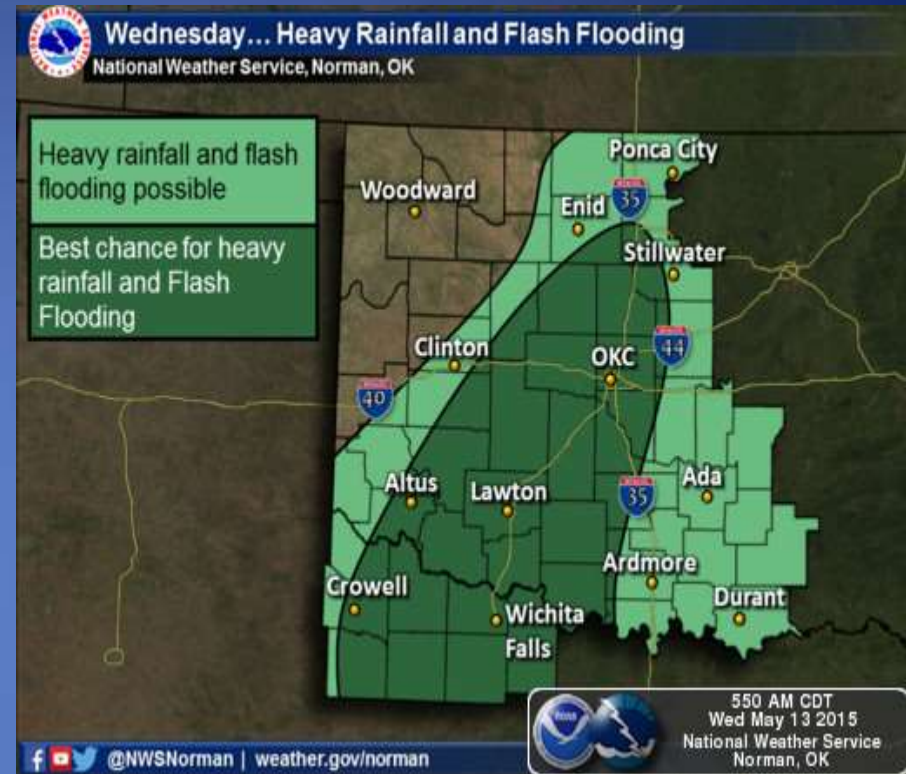 Wednesday... Heavy Rainfall and Flash Flooding
National Weather Service, Norman, OK
Heavy rainfall and flash
flooding possible
Best chance for heavy
rainfall and Flash
Flooding
Ponca City
Woodward
35
Enid
Stillwater
Clinton
OKC
44
40
Altus
Lawton
35
Ada
Ardmore
Crowell
Durant
Wichita
Falls
550 AM CDT
Wed May 13 2015
National Weather Service
Norman, OK
@NWSNorman | weather.gov/norman